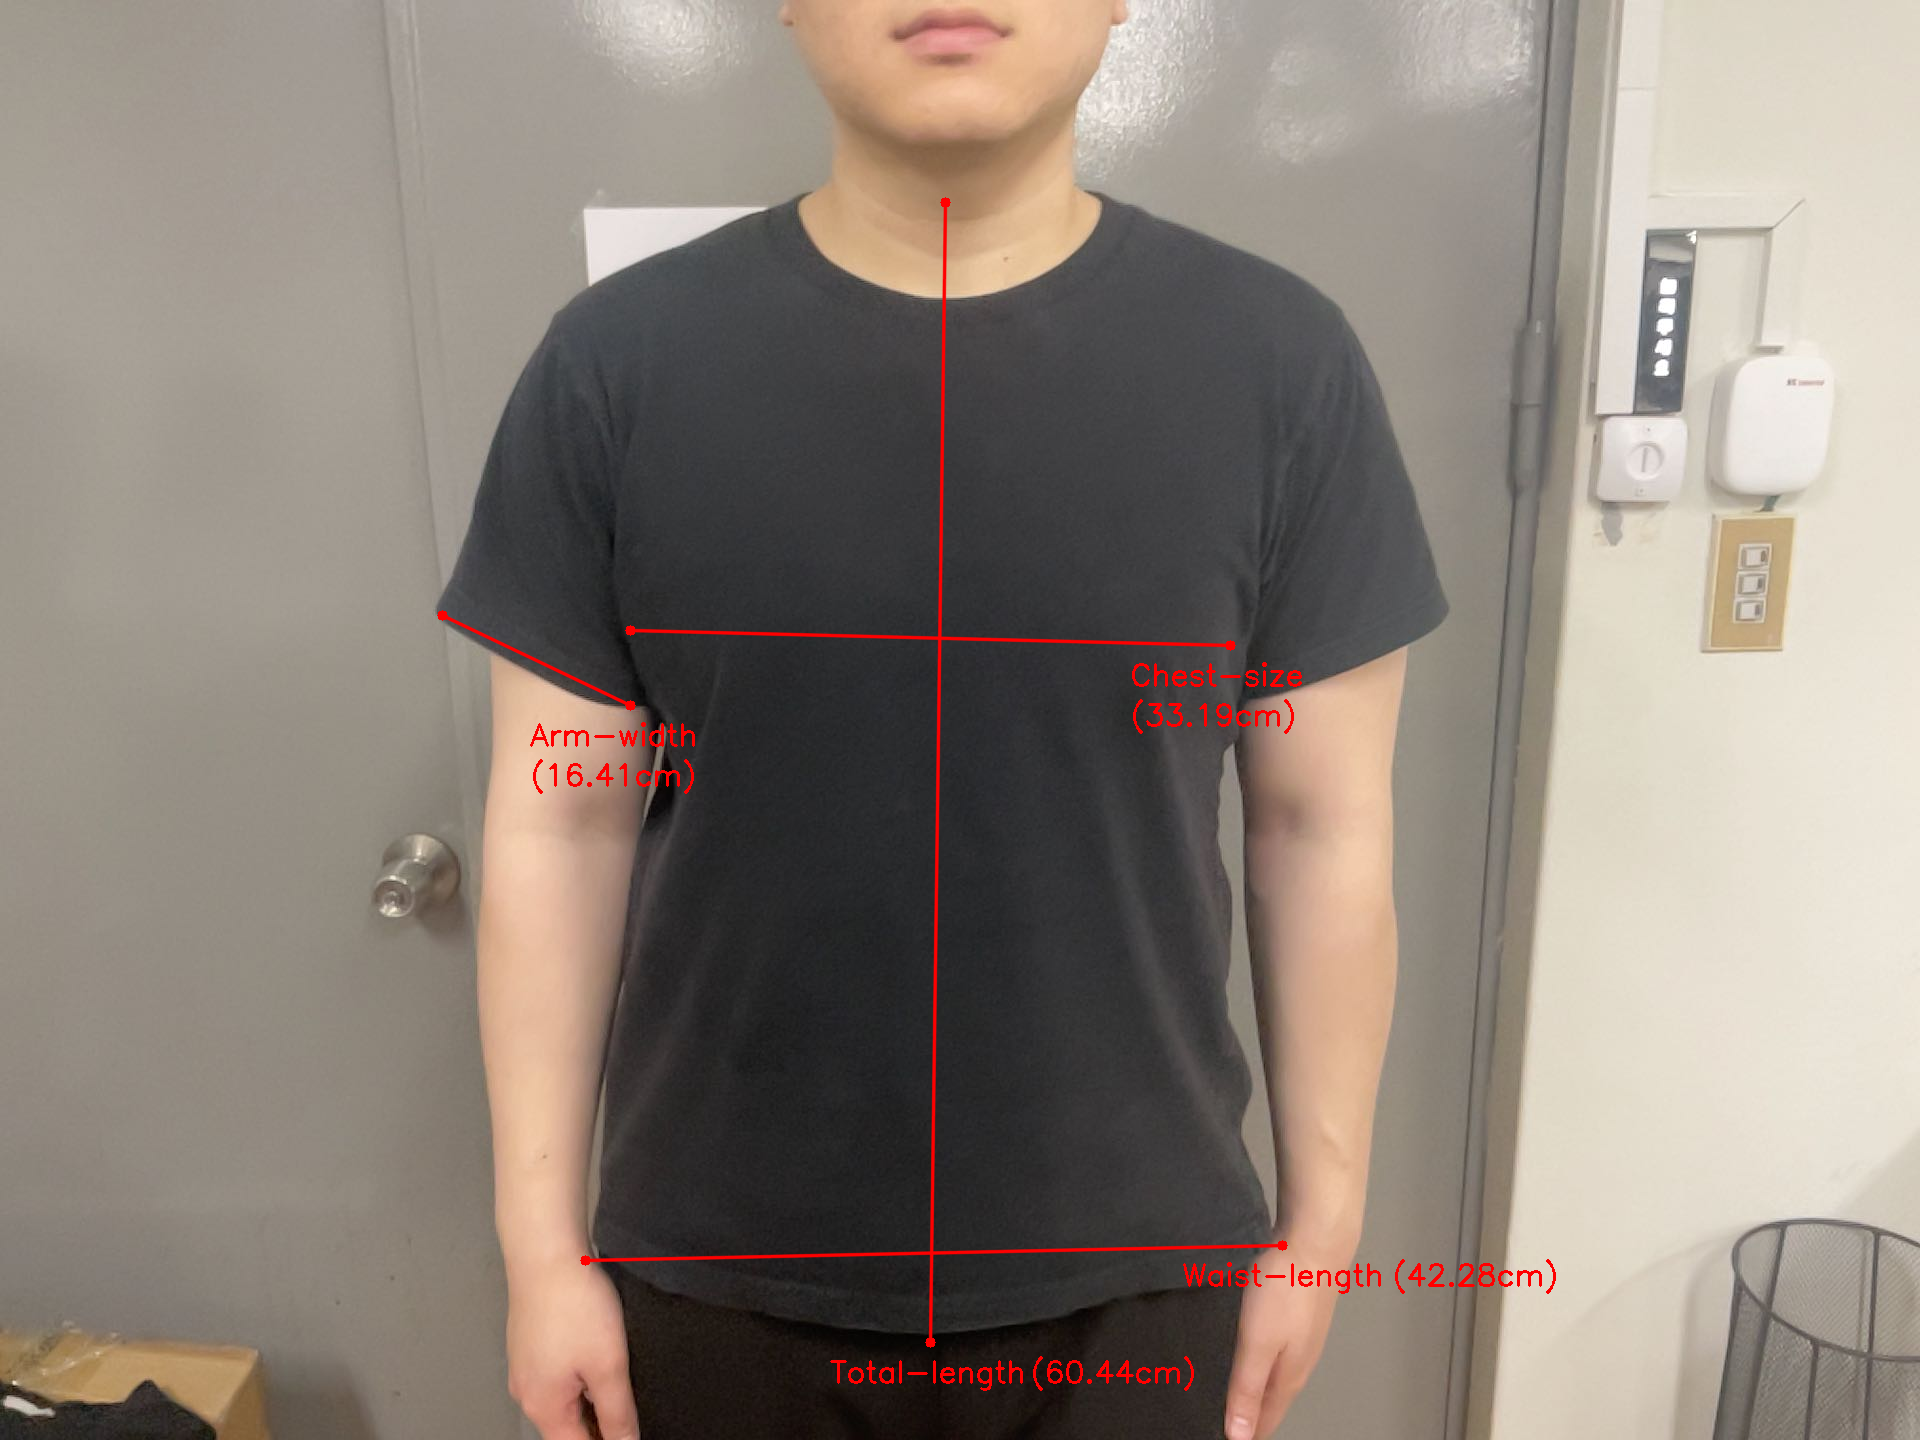 Chest-size
(33.19cm)
Arm-width
(16.41cm)
Waist-length (42.28cm)
Total-length (60.44cm)